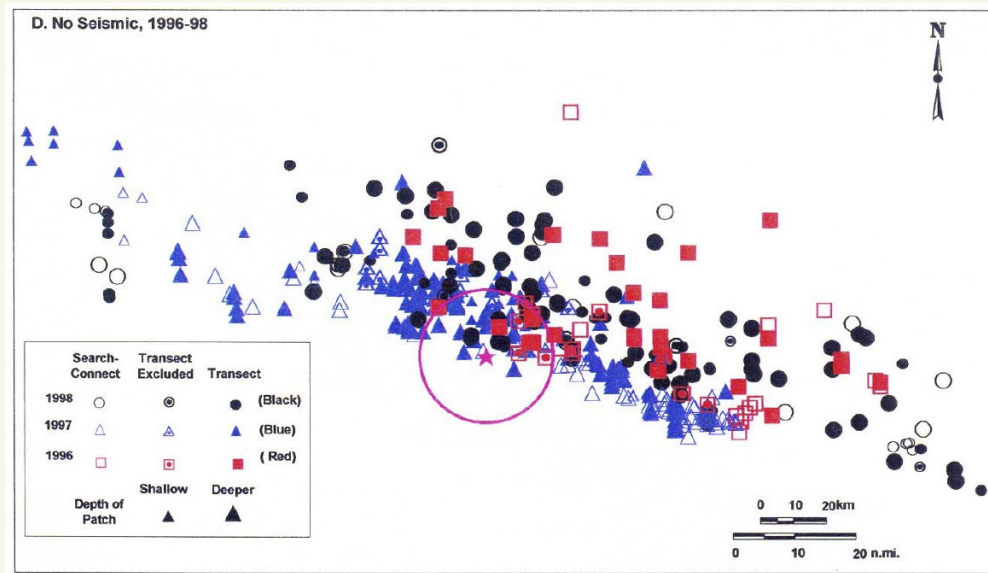 D. No Seismic, 1996-98
N
Search-
Connect
Transect
Excluded
Transect
1998
(Black)
1997
(Blue)
1996
( Red)
Shallow
Deeper
Depth of
Patch
0 10 20km
0 10 20 n.mi.